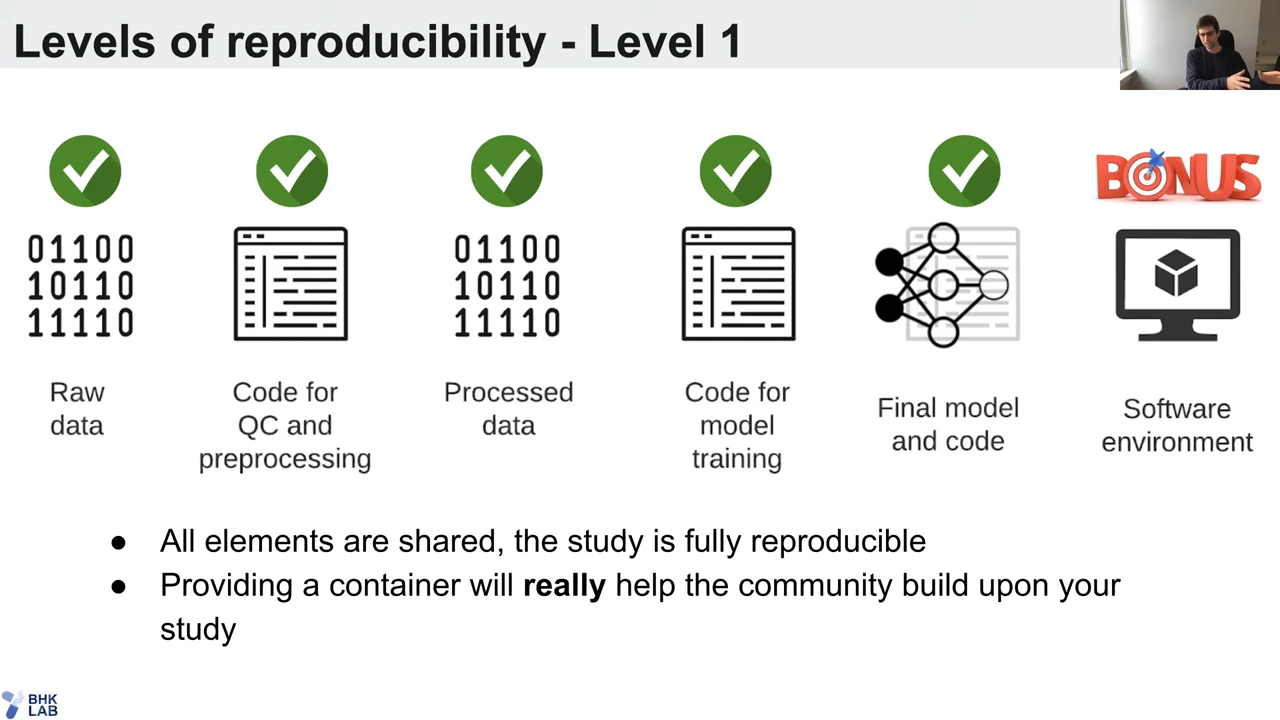 Levels of reproducibility - Level 1
BONUS
01100
10110
11110
01100
10110
11110
Raw
data
Code for
QC and
preprocessing
Processed
data
Code for
model
training
Final model
and code
Software
environment
● All elements are shared, the study is fully reproducible
● Providing a container will really help the community build upon your
study
BHK
LAB